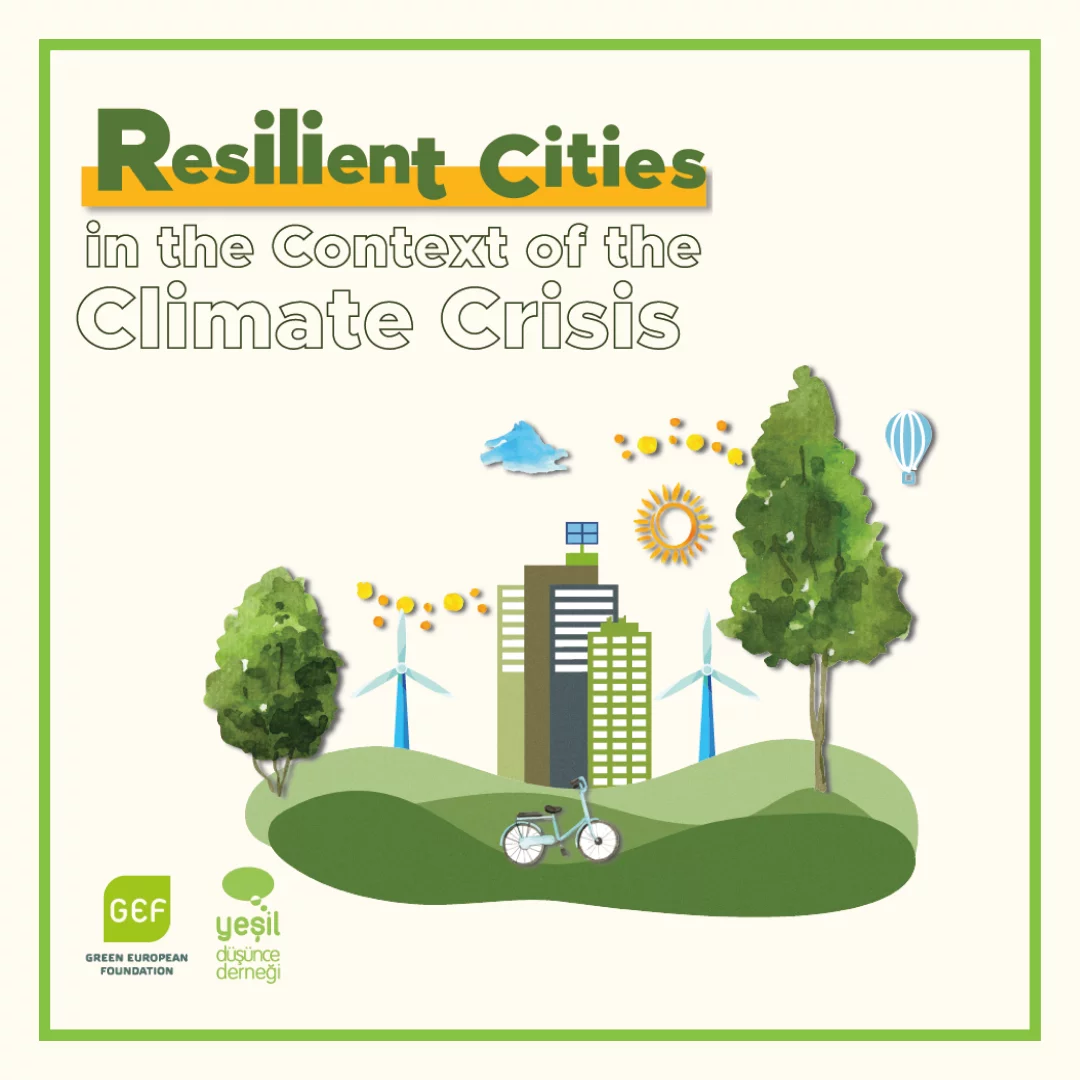 Resilient Cities
in the Context of the
Climate Crisis
GEF
GREEN EUROPEAN
FOUNDATION
yeşil
düşünce
derneği